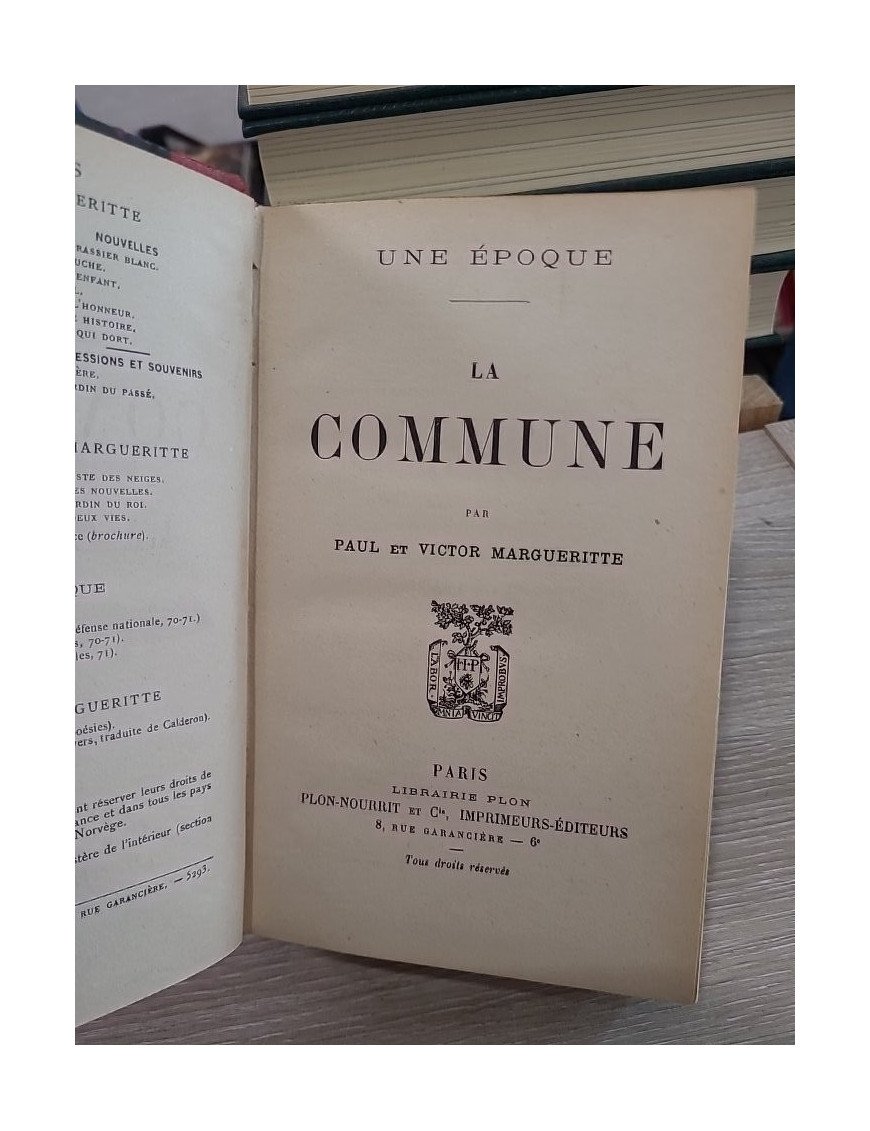 S
ERITTE
NOUVELLES
RASSIER BLANC.
UCHE.
ENFANT.
L'HONNEUR.
E HISTOIRE.
QUI DORT.
ESSIONS ET SOUVENIRS
ÈRE.
RDIN DU PASSÉ.
MARGUERITTE
STE DES NEIGES.
ES NOUVELLES.
RDIN DU ROI.
EUX VIES.
ce (brochure).
QUE
éfense nationale, 70-71.)
s, 70-71).
les, 71).
GUERITTE
oésies).
vers, traduite de Calderon).
nt réserver leurs droits de
ance et dans tous les pays
Norvège.
stère de l'intérieur (section
RUE GARANCIÈRE. — 5293.
UNE ÉPOQUE
LA
COMMUNE
PAR
PAUL ET VICTOR MARGUERITTE
LABOR
H·P
IMPROBVS
OMNIA VINCIT
PARIS
LIBRAIRIE PLON
PLON-NOURRIT ET Cie, IMPRIMEURS-ÉDITEURS
8, RUE GARANCIÈRE — 6e
Tous droits réservés